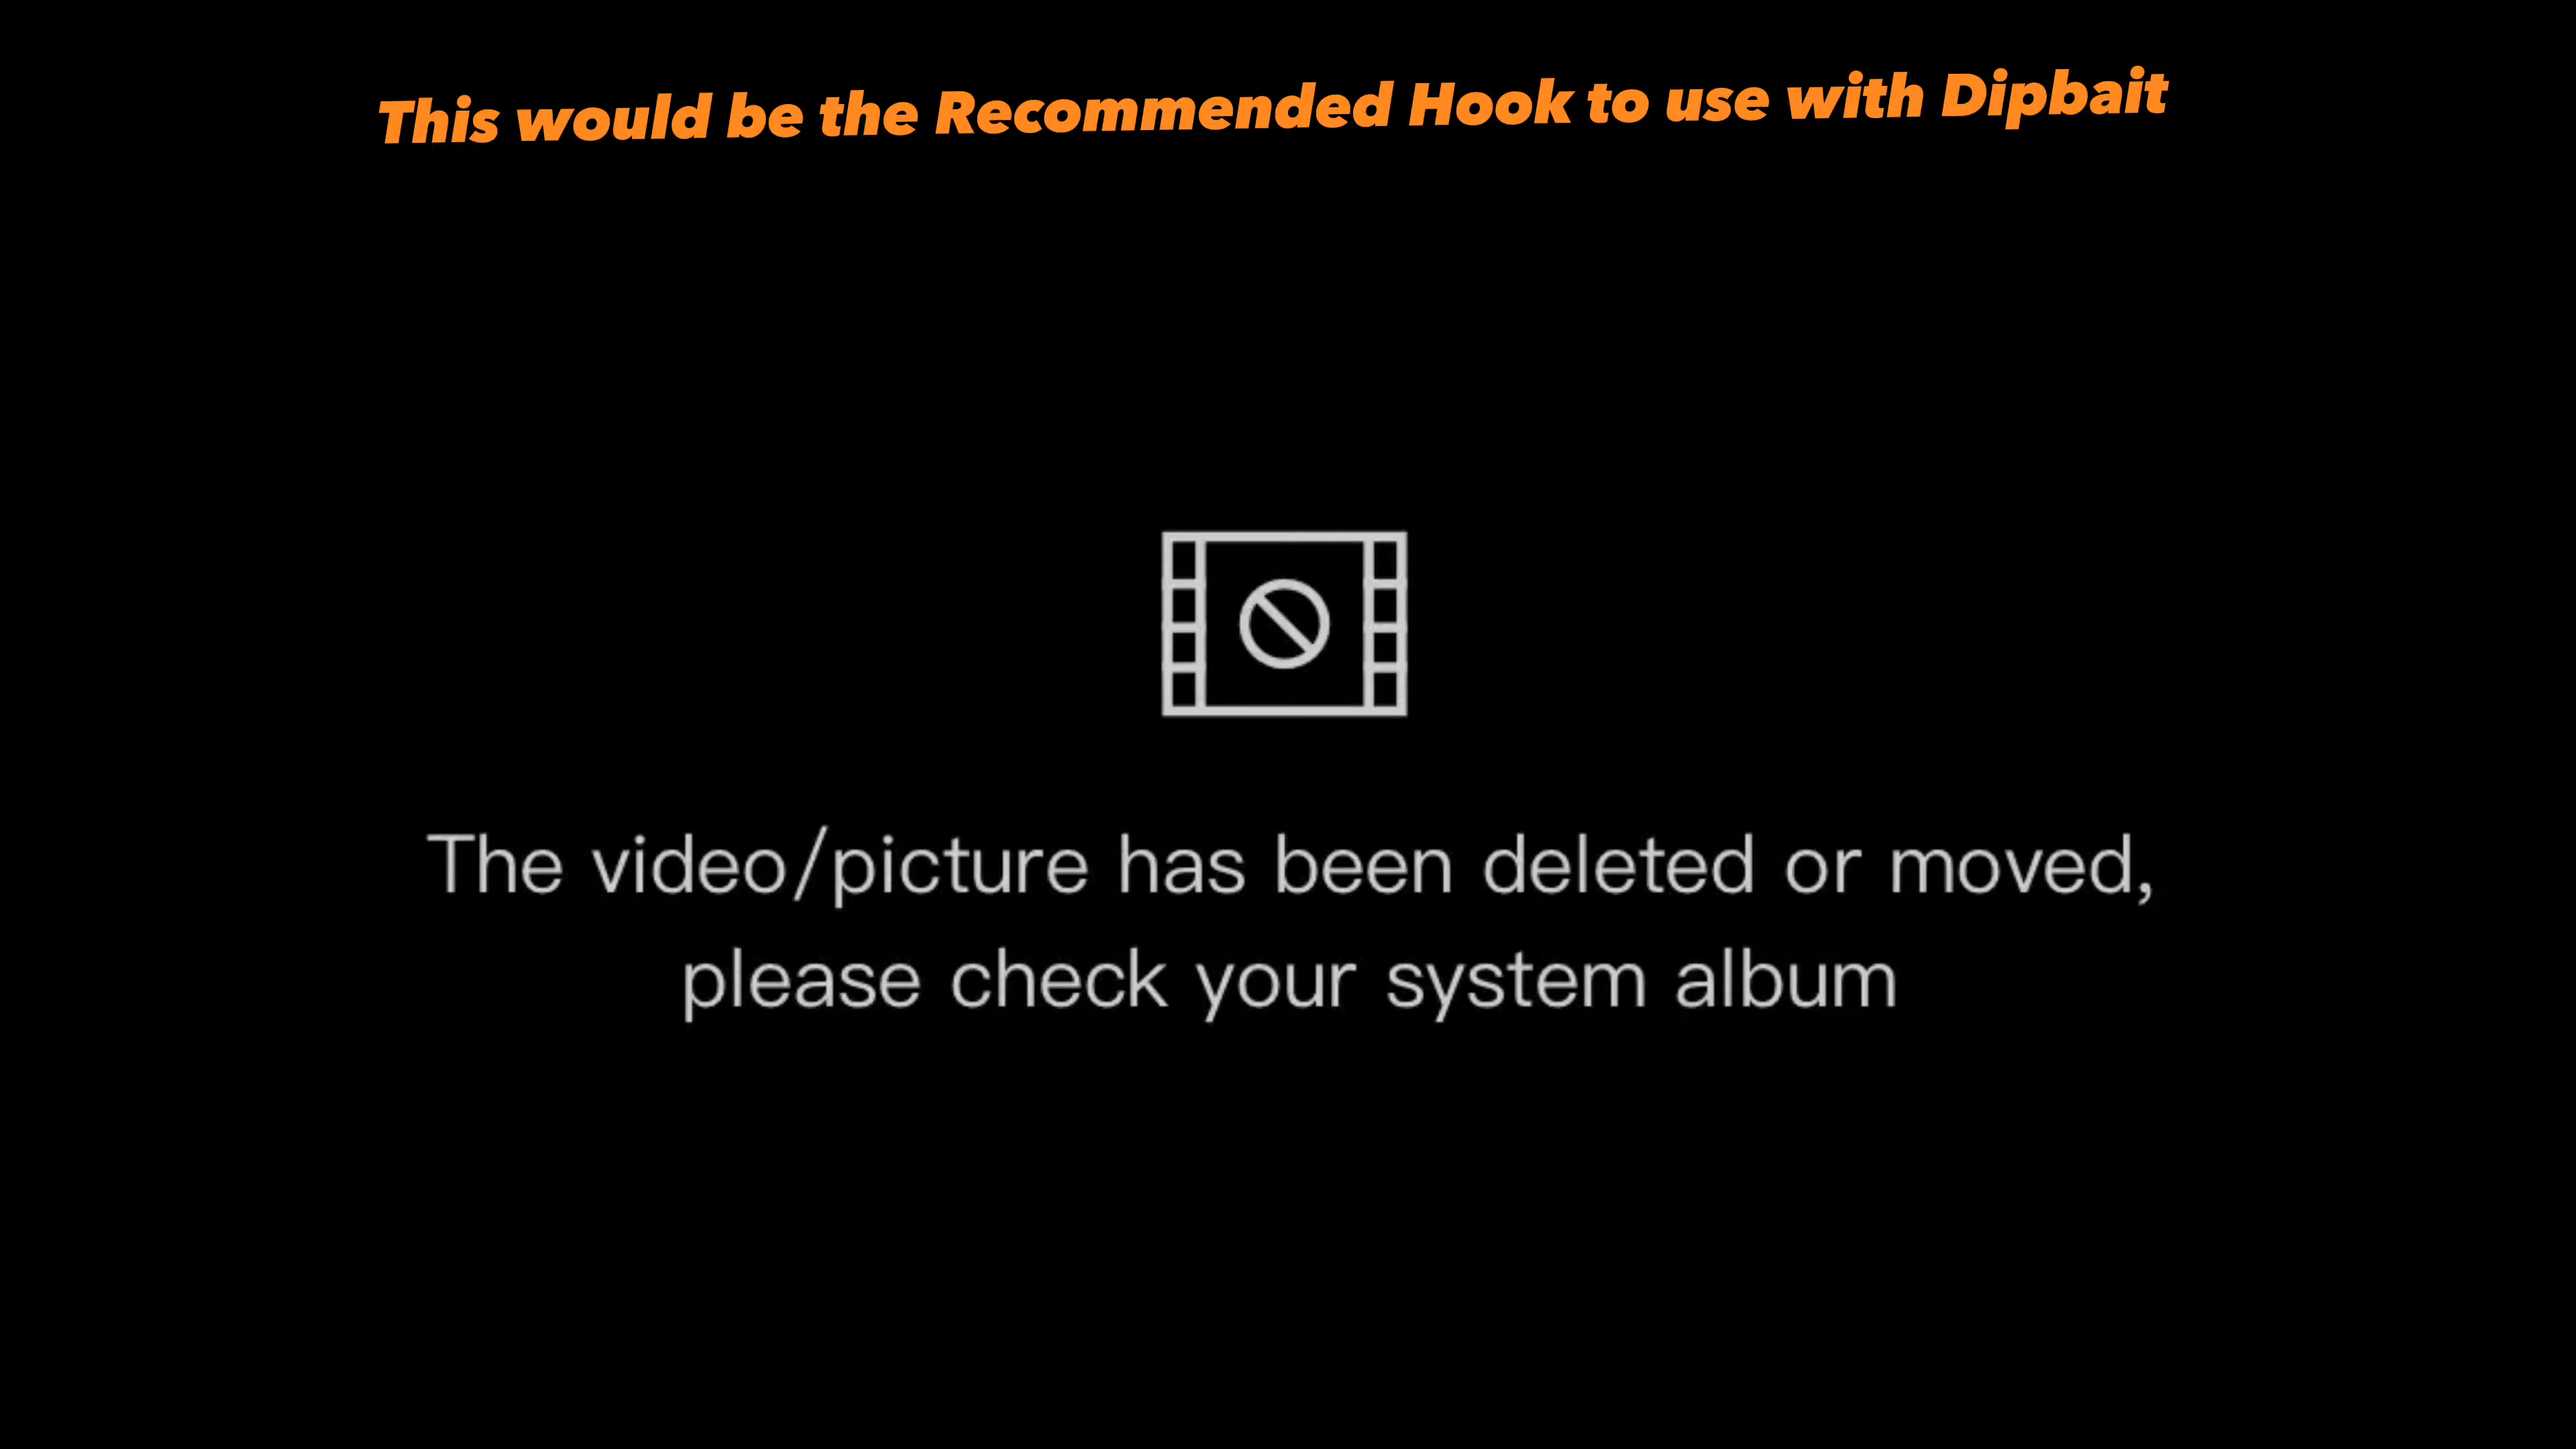 This would be the Recommended Hook to use with Dipbait
The video/picture has been deleted or moved,
please check your system album